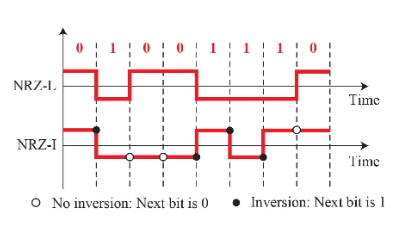 0 1 0 0 1 1 1 0
NRZ-L
Time
NRZ-I
Time
No inversion: Next bit is 0
Inversion: Next bit is 1